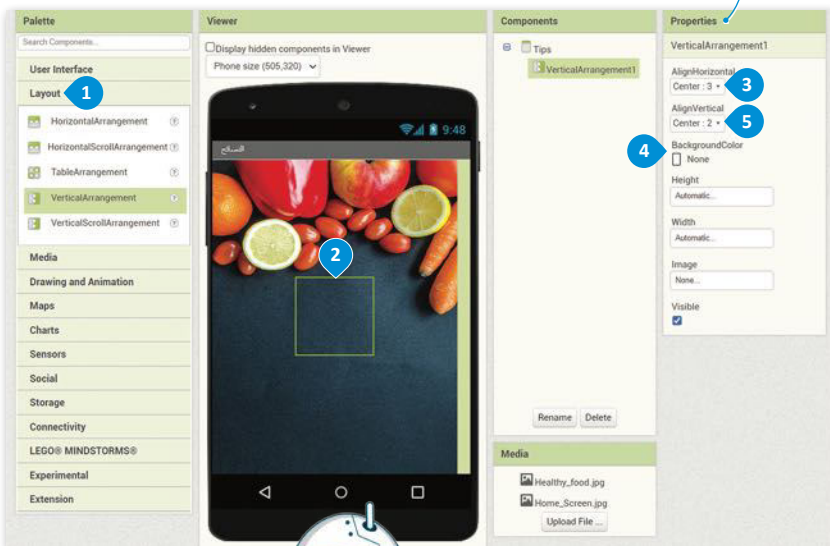 Palette
Search Components...
User Interface
Layout
1
HorizontalArrangement
HorizontalScrollArrangement
TableArrangement
VerticalArrangement
VerticalScrollArrangement
Media
Drawing and Animation
Maps
Charts
Sensors
Social
Storage
Connectivity
LEGO® MINDSTORMS®
Experimental
Extension
Viewer
Display hidden components in Viewer
Phone size (505,320)
9:48
النصائح
2
Components
Tips
VerticalArrangement1
Rename Delete
Media
Healthy_food.jpg
Home_Screen.jpg
Upload File ...
Properties
VerticalArrangement1
AlignHorizontal
Center : 3
3
AlignVertical
Center : 2
5
4
BackgroundColor
None
Height
Automatic...
Width
Automatic...
Image
None...
Visible